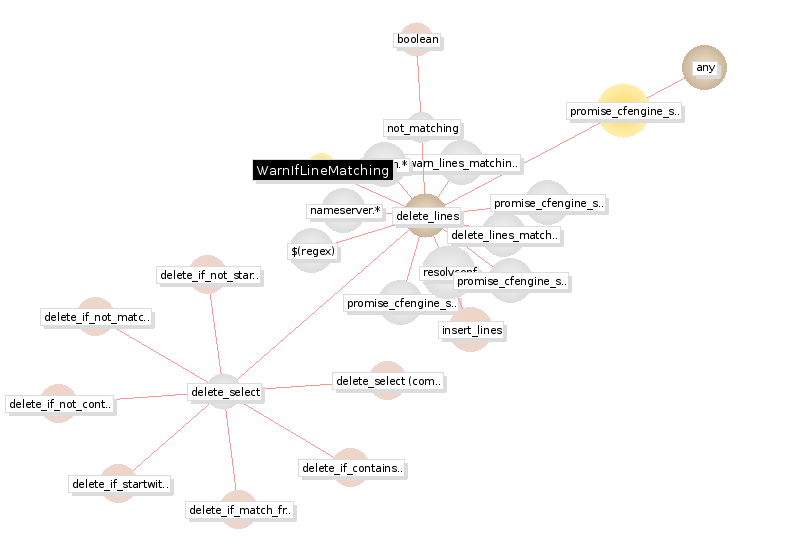 boolean
any
promise_cfengine_s..
not_matching
WarnIfLineMatching
warn_lines_matchin..
nameserver.*
promise_cfengine_s..
delete_lines
delete_lines_match..
$(regex)
promise_cfengine_s..
promise_cfengine_s..
insert_lines
delete_if_not_star..
delete_if_not_matc..
delete_select
delete_select (com..
delete_if_not_cont..
delete_if_contains..
delete_if_startwit..
delete_if_match_fr..